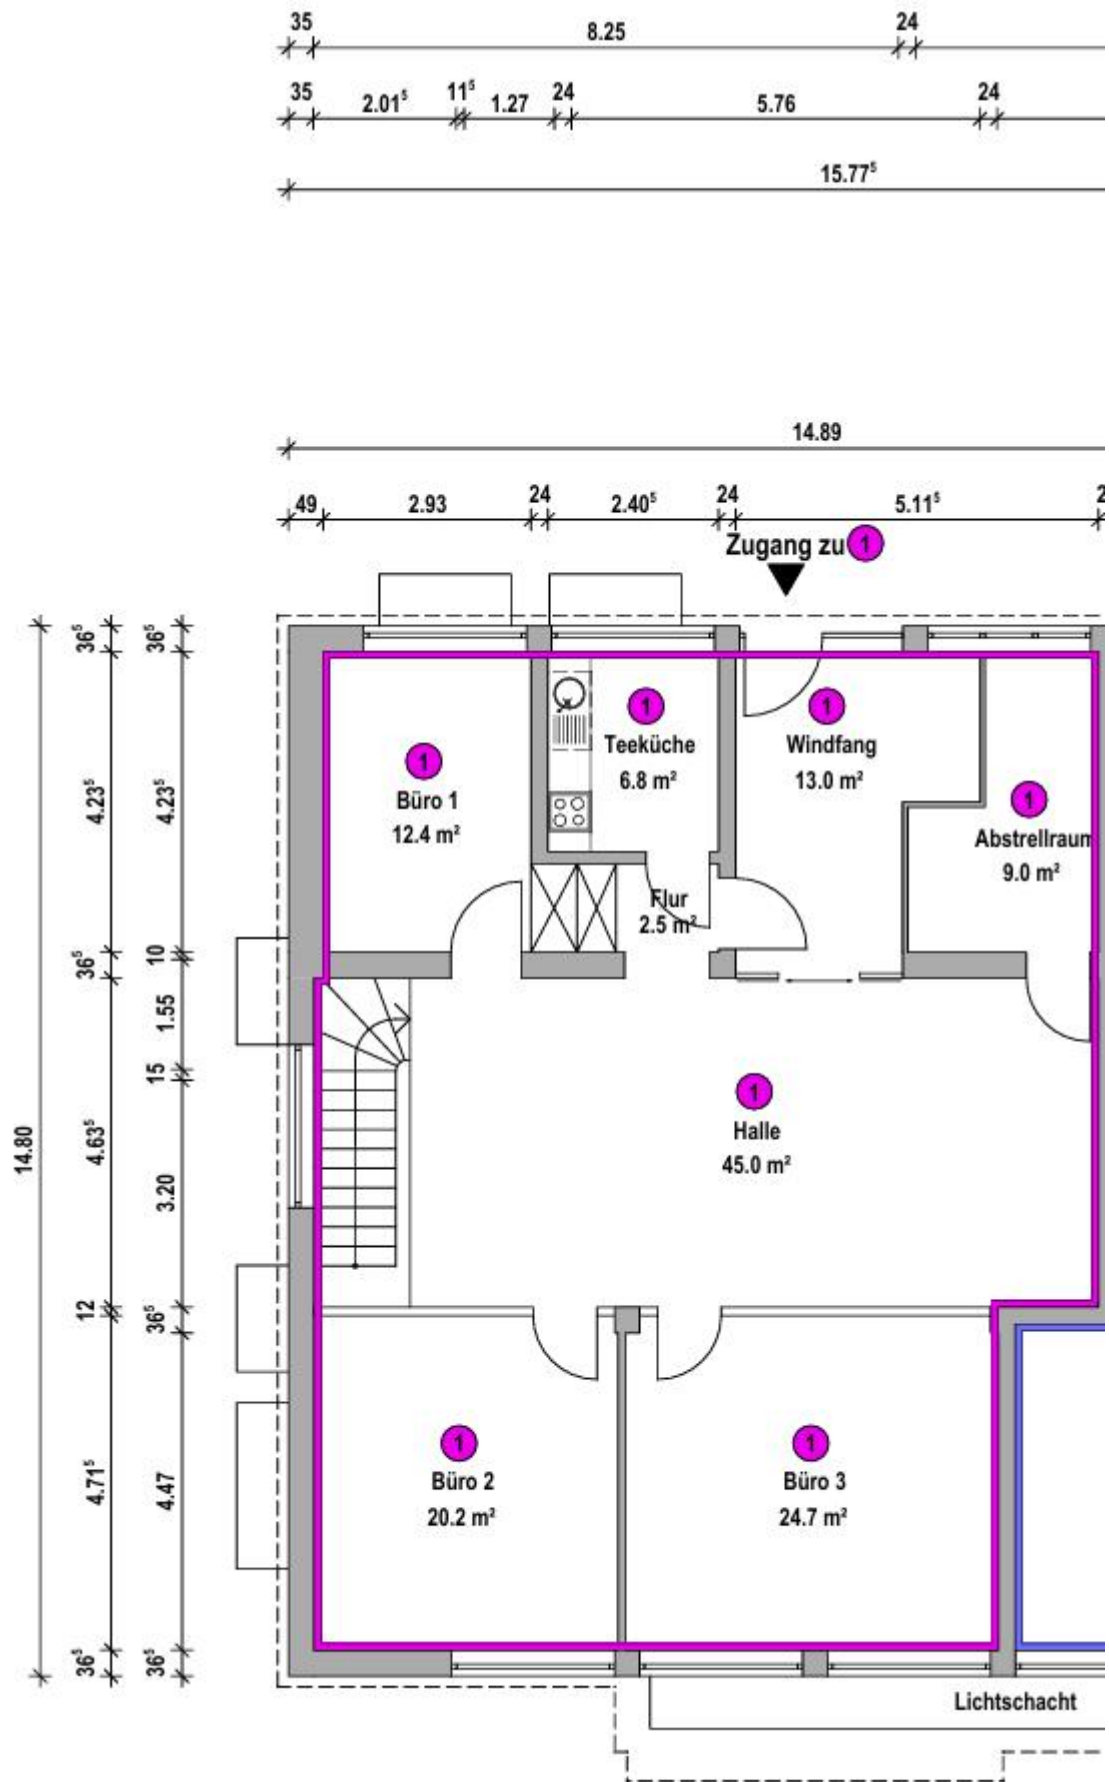 35 8.25 24
35 2.01⁵ 11⁵ 1.27 24 5.76 24
15.77⁵
14.89
49 2.93 24 2.40⁵ 24 5.11⁵
Zugang zu 1
36⁵ 36⁵
1 1
Teeküche Windfang
6.8 m² 13.0 m²
1
Büro 1
12.4 m²
1
Abstrellraum
9.0 m²
4.23⁵ 4.23⁵
Flur
2.5 m²
36⁵ 10
1.55
15
1
Halle
45.0 m²
14.80 4.63⁵ 3.20
12 36⁵
1 1
Büro 2 Büro 3
20.2 m² 24.7 m²
4.71⁵ 4.47
36⁵ 36⁵
Lichtschacht